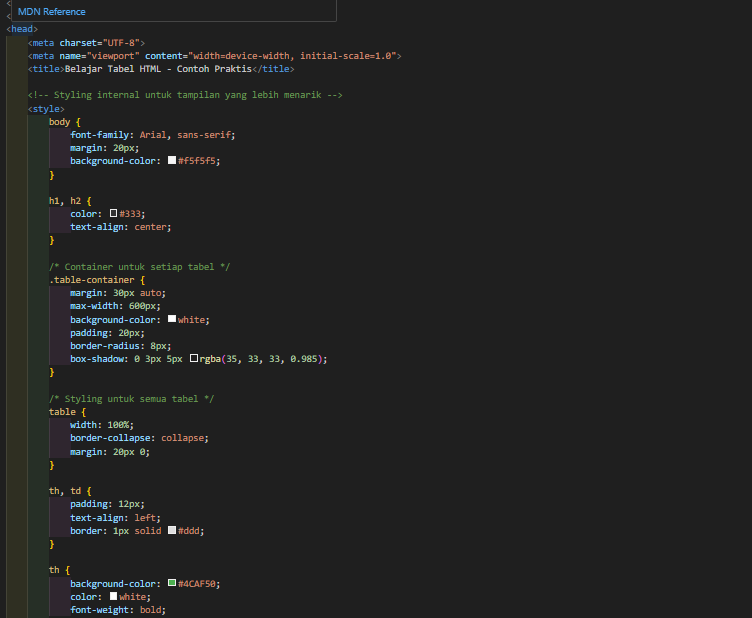 MDN Reference
<head>
<meta charset="UTF-8">
<meta name="viewport" content="width=device-width, initial-scale=1.0">
<title>Belajar Tabel HTML - Contoh Praktis</title>
<!-- Styling internal untuk tampilan yang lebih menarik -->
<style>
body {
font-family: Arial, sans-serif;
margin: 20px;
background-color: #f5f5f5;
}
h1, h2 {
color: #333;
text-align: center;
}
/* Container untuk setiap tabel */
.table-container {
margin: 30px auto;
max-width: 600px;
background-color: white;
padding: 20px;
border-radius: 8px;
box-shadow: 0 3px 5px rgba(35, 33, 33, 0.985);
}
/* Styling untuk semua tabel */
table {
width: 100%;
border-collapse: collapse;
margin: 20px 0;
}
th, td {
padding: 12px;
text-align: left;
border: 1px solid #ddd;
}
th {
background-color: #4CAF50;
color: white;
font-weight: bold;